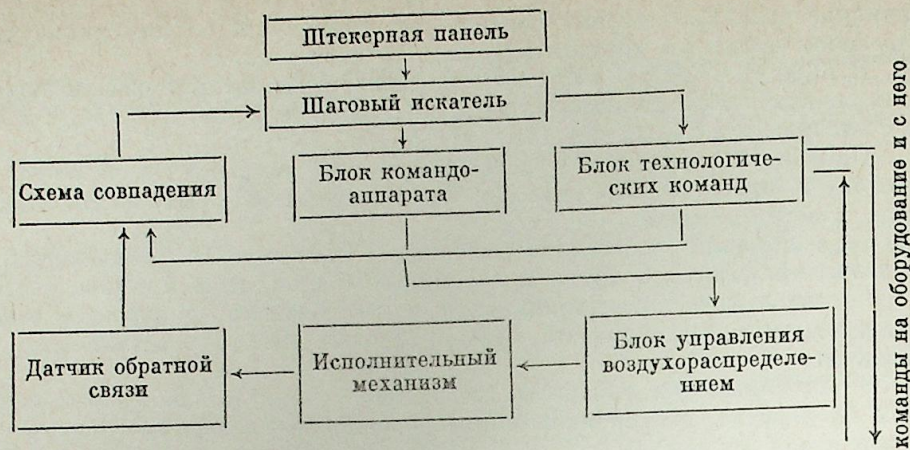 Штекерная панель
Шаговый искатель
Схема совпадения
Блок командо-
аппарата
Блок технологиче-
ских команд
Датчик обратной
связи
Исполнительный
механизм
Блок управления
воздухораспределе-
нием
команды на оборудование и с него